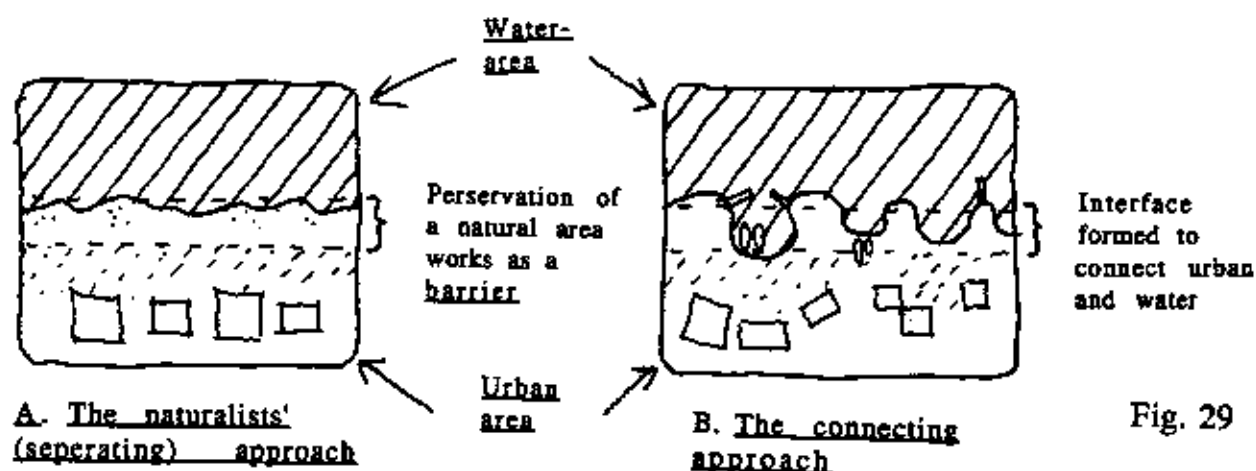 Water-
area
Perservation of
a natural area
works as a
barrier
Interface
formed to
connect urban
and water
Urban
area
A. The naturalists'
(seperating) approach
B. The connecting
approach
Fig. 29